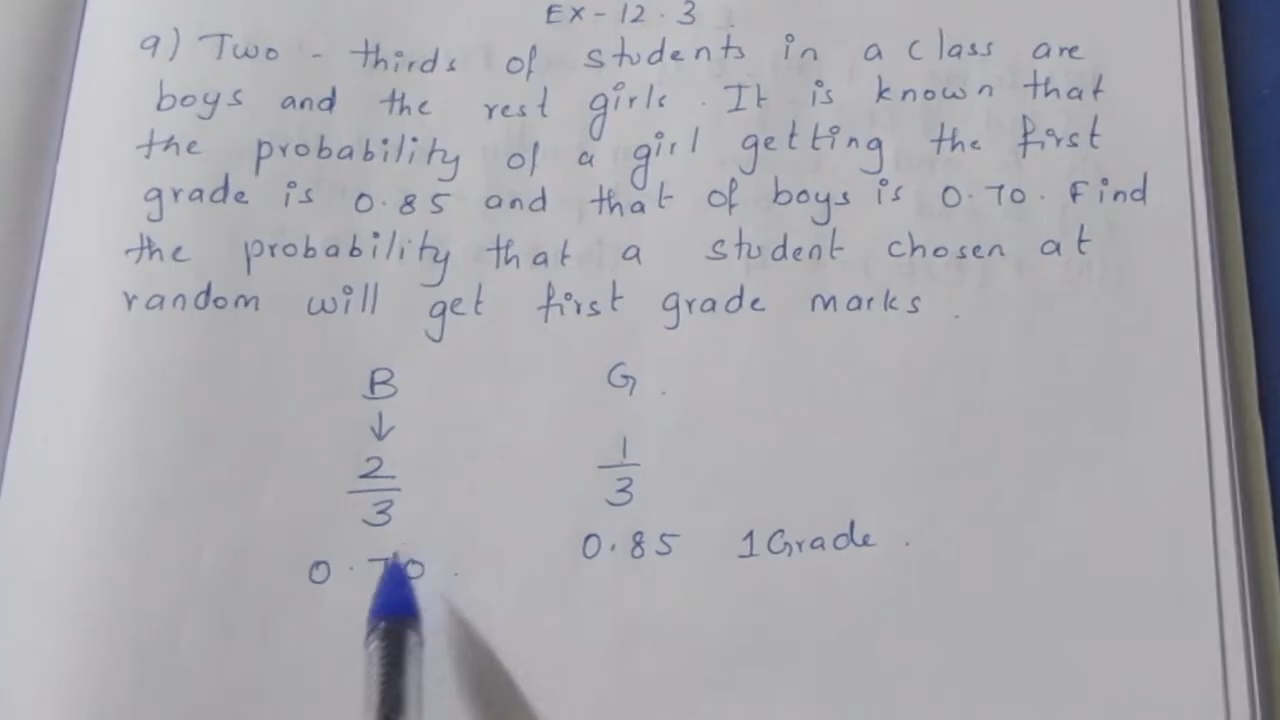 EX - 12.3
9) Two - thirds of students in a class are
boys and the rest girls. It is known that
the probability of a girl getting the first
grade is 0.85 and that of boys is 0.70. Find
the probability that a student chosen at
random will get first grade marks.
B G.
↓
2/3 1/3
0.85 1 Grade.
0.70.